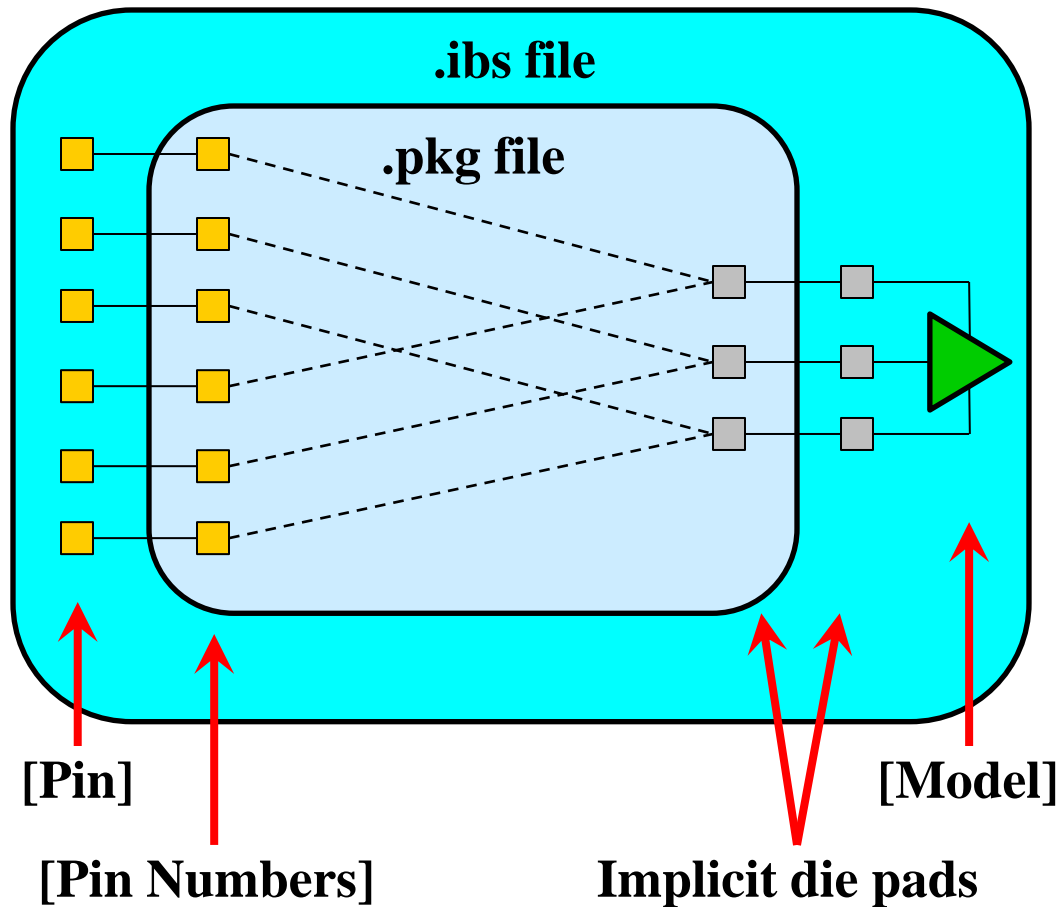 .ibs file
.pkg file
[Pin]
[Model]
[Pin Numbers]
Implicit die pads